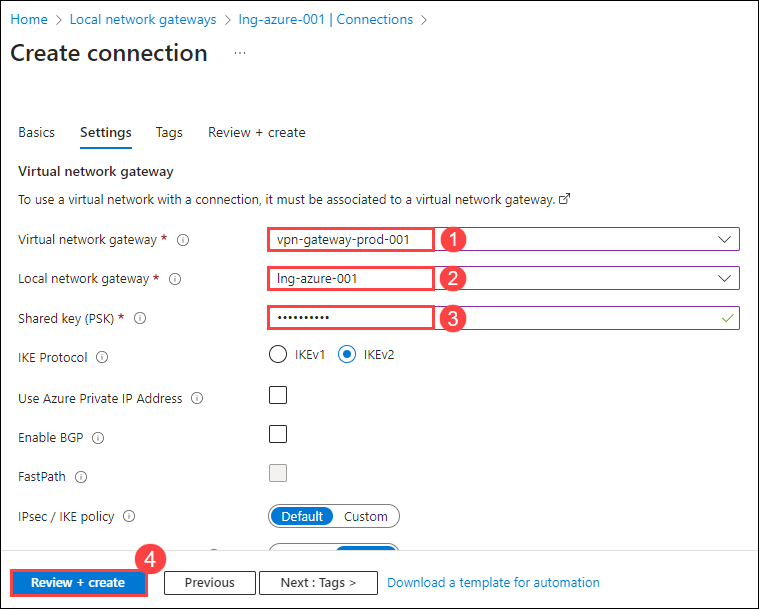 Home > Local network gateways > lng-azure-001 | Connections >
Create connection ...
Basics Settings Tags Review + create
Virtual network gateway
To use a virtual network with a connection, it must be associated to a virtual network gateway.
Virtual network gateway * vpn-gateway-prod-001 1
Local network gateway * lng-azure-001 2
Shared key (PSK) * •••••••••• 3
IKE Protocol IKEv1 IKEv2
Use Azure Private IP Address
Enable BGP
FastPath
IPsec / IKE policy Default Custom
4
Review + create Previous Next : Tags > Download a template for automation